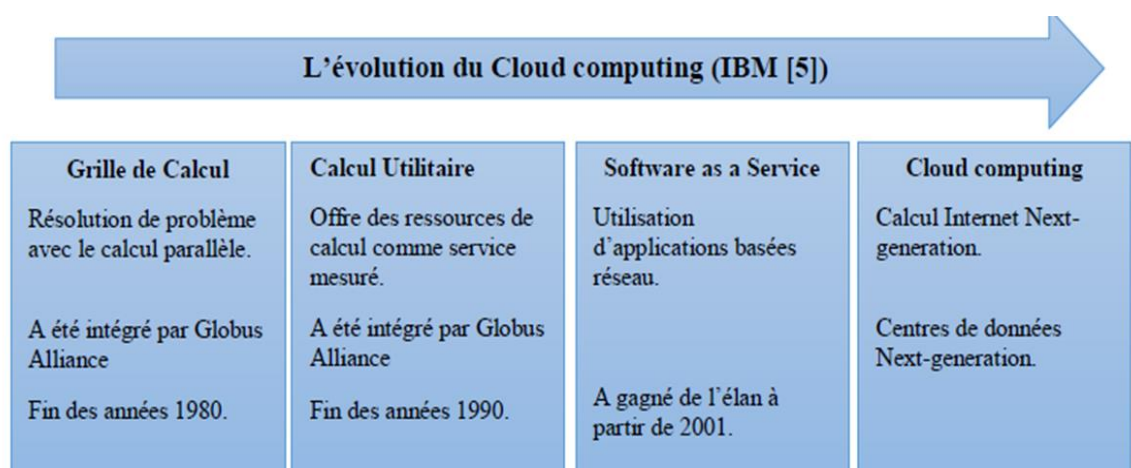 L'évolution du Cloud computing (IBM [5])
Grille de Calcul
Résolution de problème
avec le calcul parallèle.
A été intégré par Globus
Alliance
Fin des années 1980.
Calcul Utilitaire
Offre des ressources de
calcul comme service
mesuré.
A été intégré par Globus
Alliance
Fin des années 1990.
Software as a Service
Utilisation
d'applications basées
réseau.
A gagné de l'élan à
partir de 2001.
Cloud computing
Calcul Internet Next-
generation.
Centres de données
Next-generation.